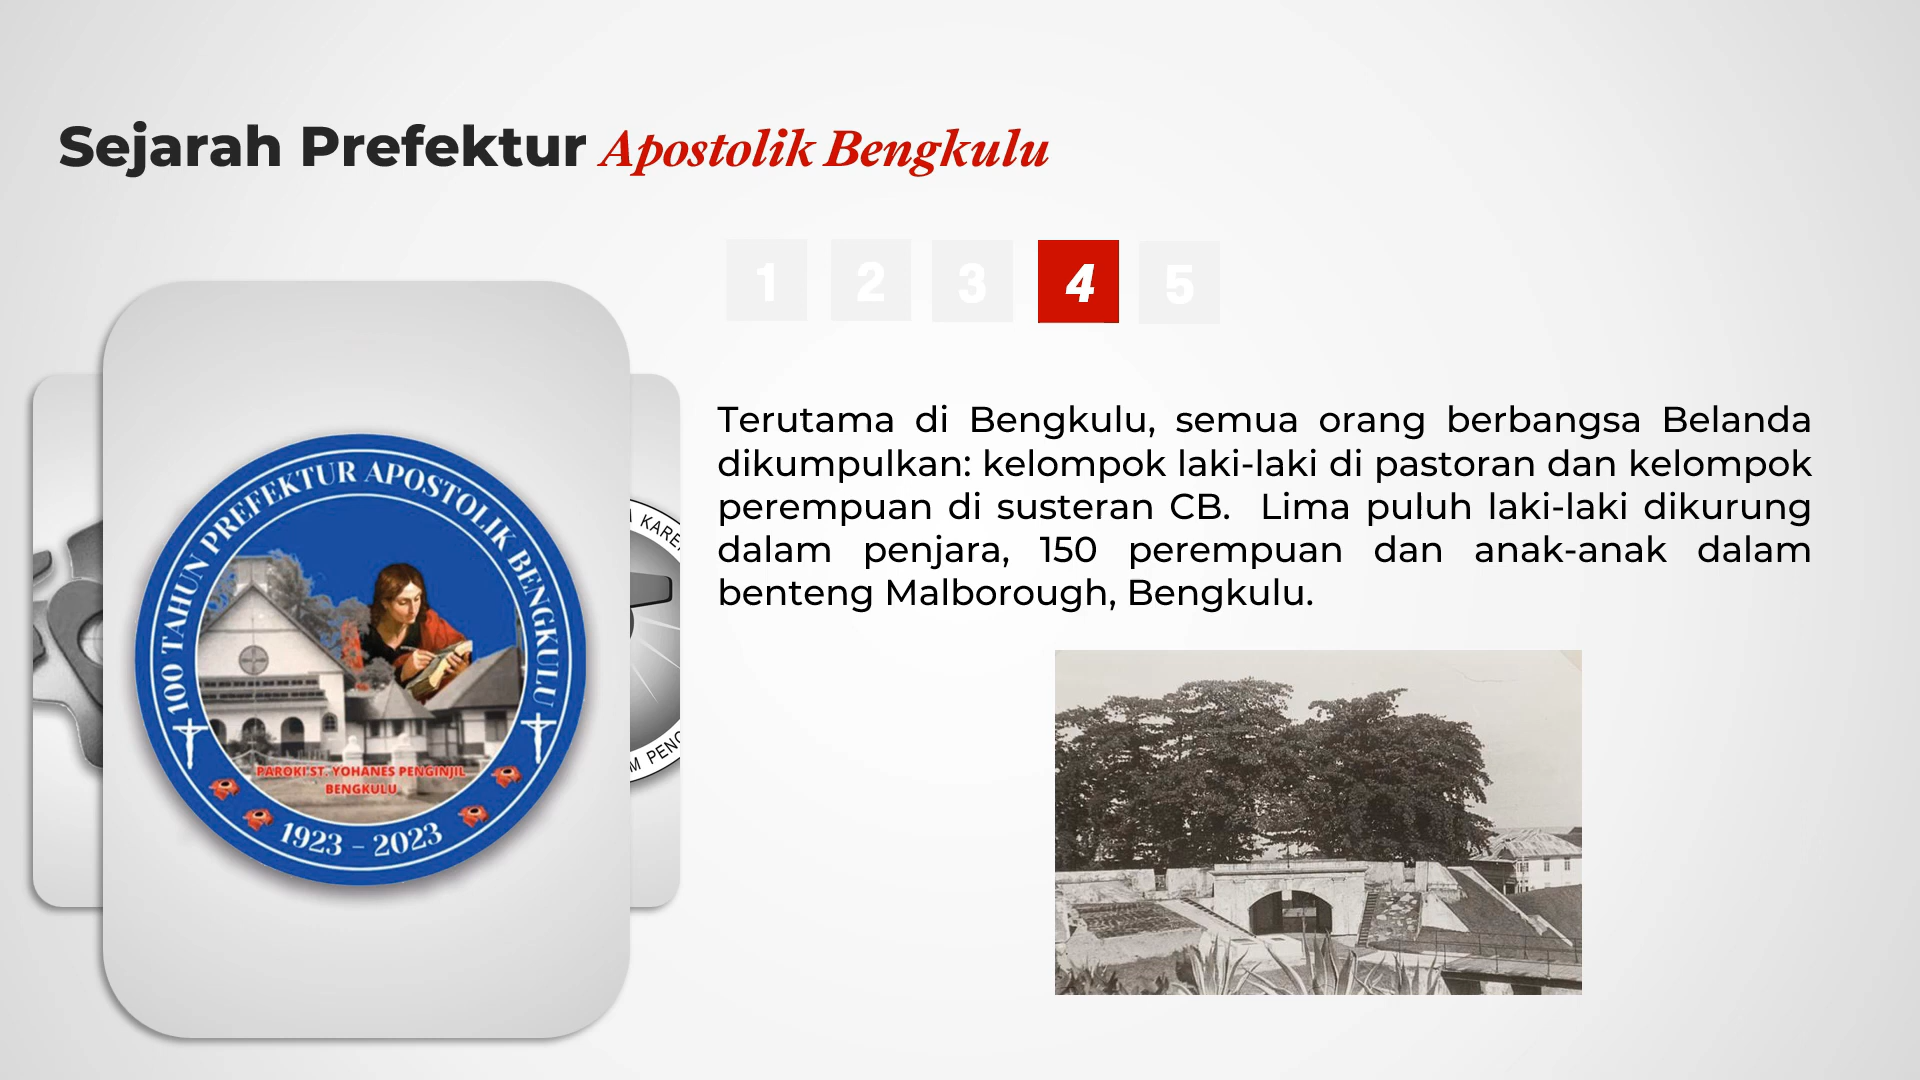 Sejarah Prefektur Apostolik Bengkulu
1 2 3 4 5
Terutama di Bengkulu, semua orang berbangsa Belanda
dikumpulkan: kelompok laki-laki di pastoran dan kelompok
perempuan di susteran CB. Lima puluh laki-laki dikurung
dalam penjara, 150 perempuan dan anak-anak dalam
benteng Malborough, Bengkulu.
100 TAHUN PREFEKTUR APOSTOLIK BENGKULU
PAROKI ST. YOHANES PENGINJIL
BENGKULU
1923 - 2023